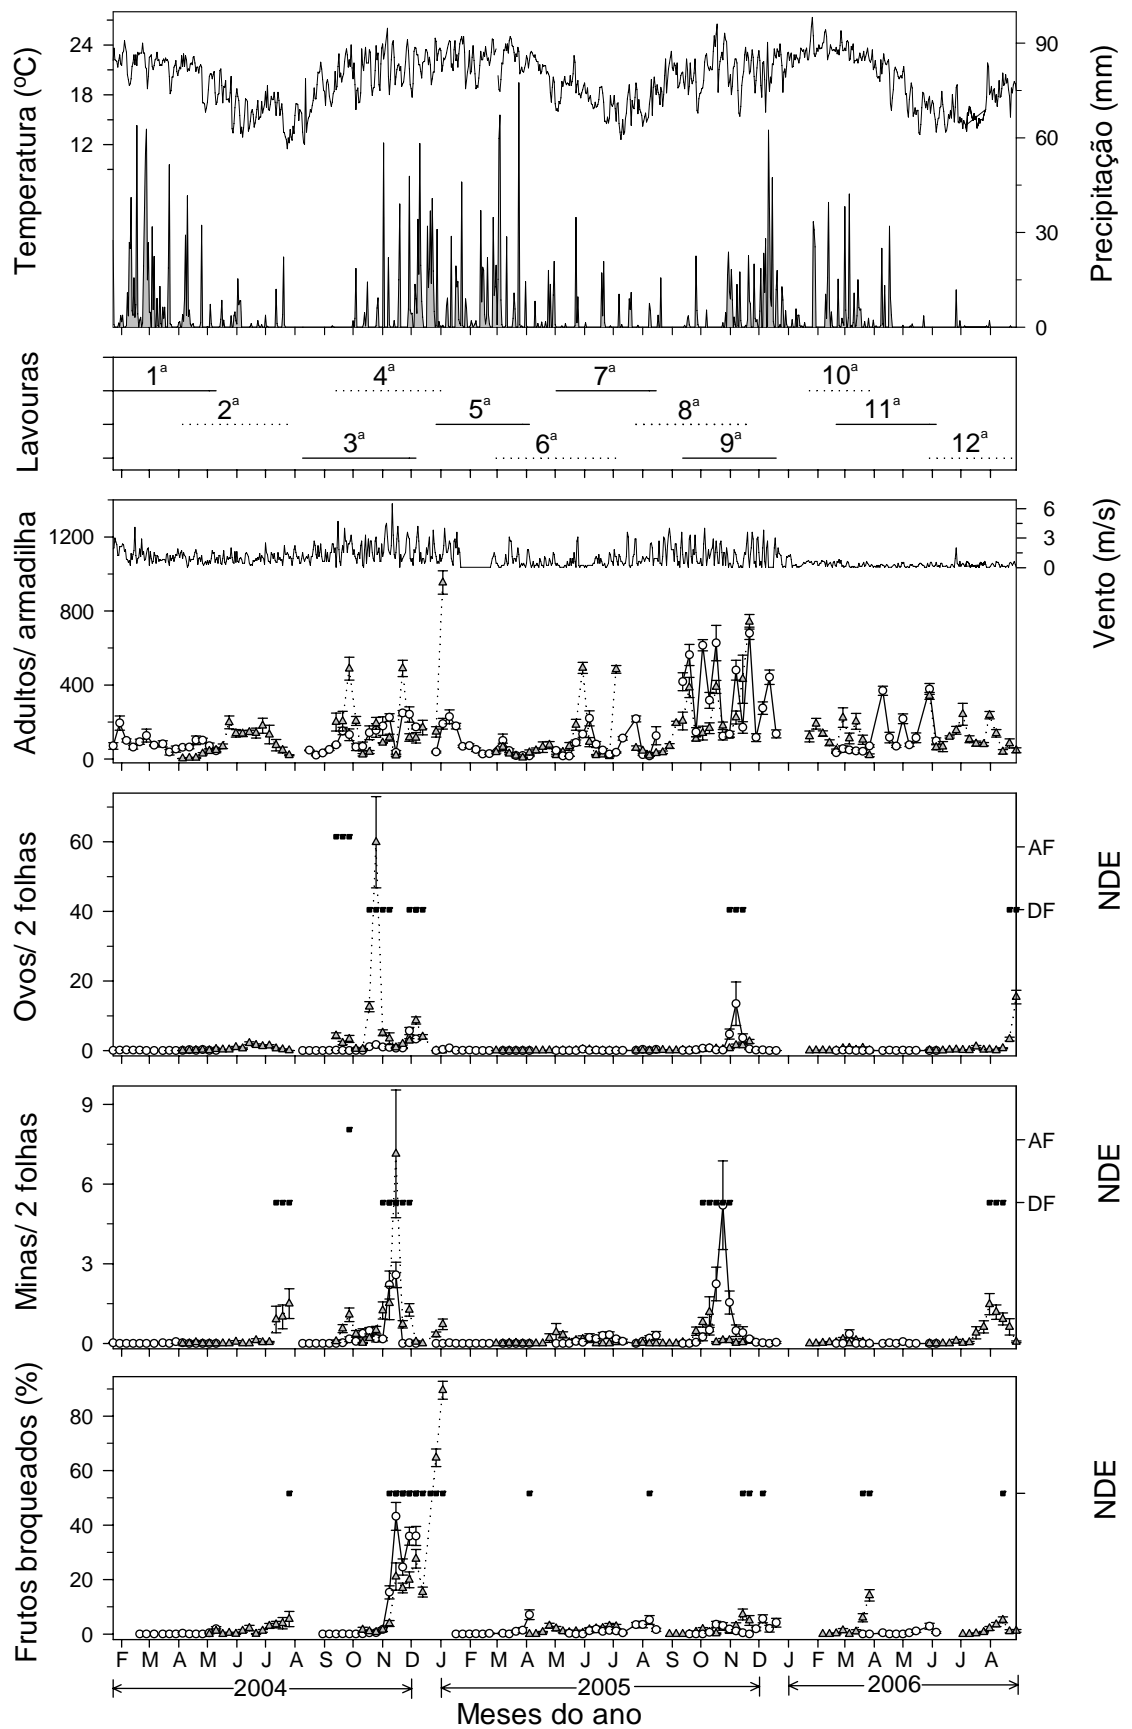 Temperatura (ºC)
24
18
12
90
60
30
0
Precipitação (mm)
Lavouras
1ª
4ª
7ª
10ª
2ª
5ª
8ª
11ª
3ª
6ª
9ª
12ª
Adultos/ armadilha
1200
800
400
0
6
3
0
Vento (m/s)
Ovos/ 2 folhas
60
40
20
0
AF
DF
NDE
Minas/ 2 folhas
9
6
3
0
AF
DF
NDE
Frutos broqueados (%)
80
60
40
20
0
NDE
F M A M J J A S O N D J F M A M J J A S O N D J F M A M J J A
2004 2005 2006
Meses do ano